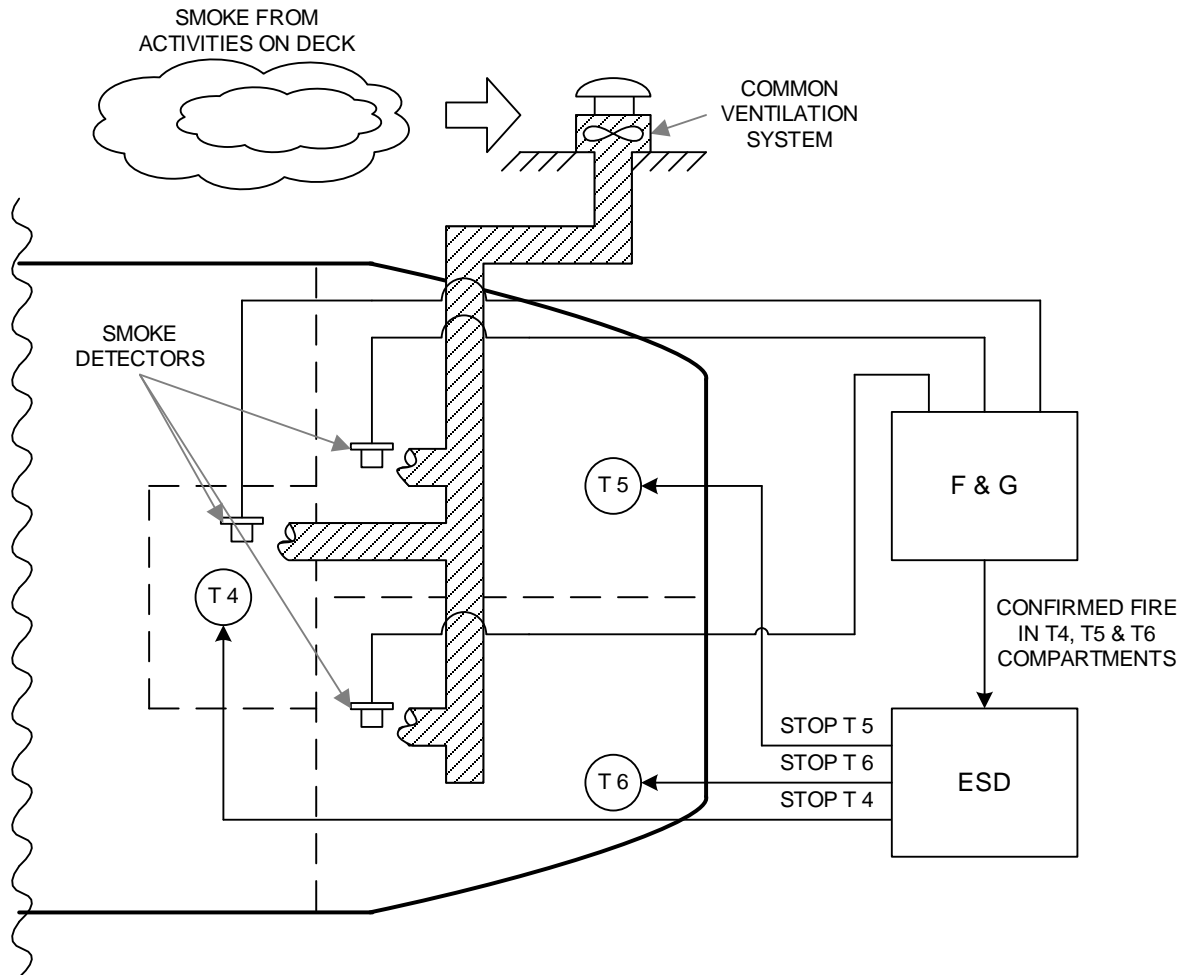 SMOKE FROM
ACTIVITIES ON DECK
COMMON
VENTILATION
SYSTEM
SMOKE
DETECTORS
T 5
F & G
T 4
CONFIRMED FIRE
IN T4, T5 & T6
COMPARTMENTS
STOP T 5
STOP T 6
T 6
STOP T 4
ESD